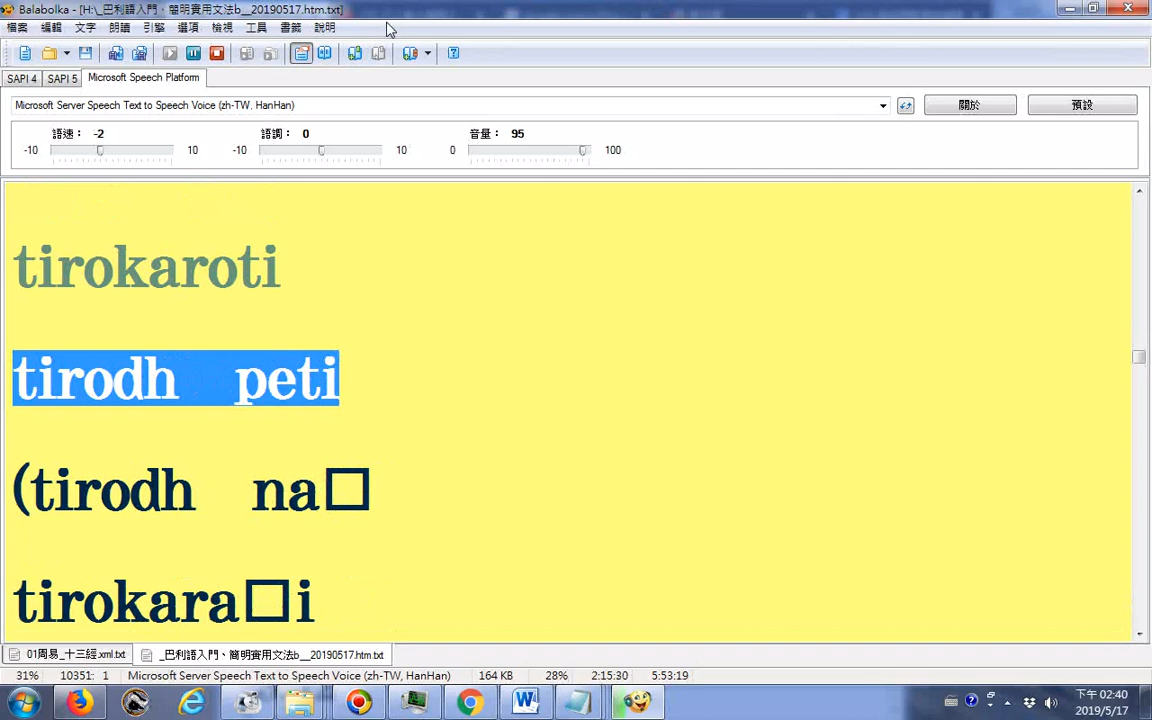 Balabolka - [H:\_巴利語入門、簡明實用文法b__20190517.htm.txt]
檔案 編輯 文字 朗讀 引擎 選項 檢視 工具 書籤 說明
SAPI 4 SAPI 5 Microsoft Speech Platform
Microsoft Server Speech Text to Speech Voice (zh-TW, HanHan) 關於 預設
語速： -2 語調： 0 音量： 95
-10 10 -10 10 0 100
tirokaroti
tirodh peti
(tirodh na□
tirokara□i
01周易_十三經.xml.txt _巴利語入門、簡明實用文法b__20190517.htm.txt
31% 10351: 1 Microsoft Server Speech Text to Speech Voice (zh-TW, HanHan) 164 KB 28% 2:15:30 5:53:19
下午 02:40
2019/5/17